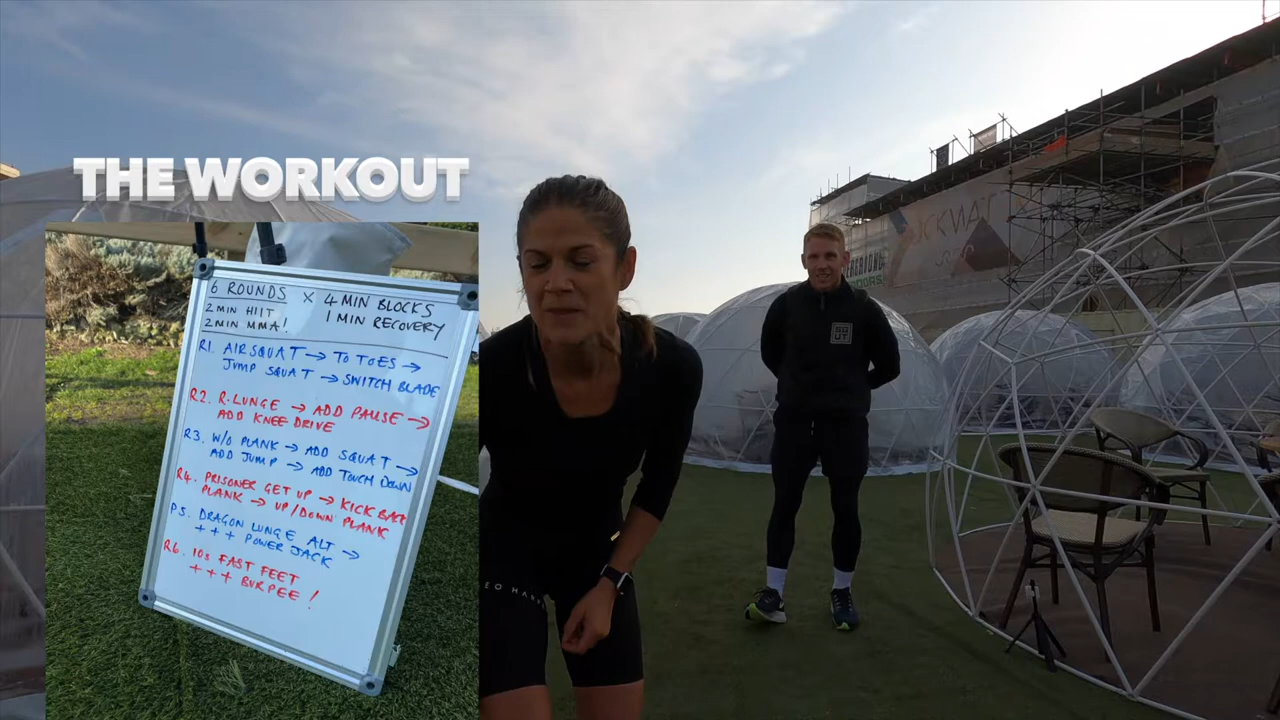 THE WORKOUT
6 ROUNDS × 4 MIN BLOCKS
2 MIN HIIT 1 MIN RECOVERY
2 MIN MMA!
R1. AIR SQUAT → TO TOES →
JUMP SQUAT → SWITCH BLADE
R2. R-LUNGE → ADD PAUSE →
ADD KNEE DRIVE
R3. W/O PLANK → ADD SQUAT →
ADD JUMP → ADD TOUCH DOWN
R4. PRISONER GET UP → KICK BACK
PLANK → UP/DOWN PLANK
R5. DRAGON LUNGE ALT →
+ + + POWER JACK
R6. 10s FAST FEET
+ + + BURPEE!